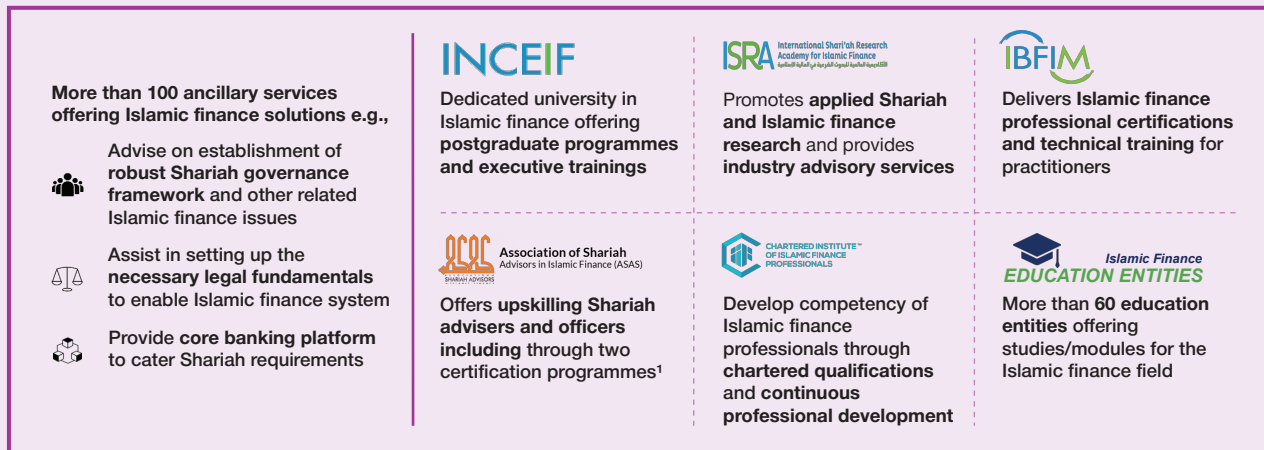 More than 100 ancillary services
offering Islamic finance solutions e.g.,
Advise on establishment of
robust Shariah governance
framework and other related
Islamic finance issues
Assist in setting up the
necessary legal fundamentals
to enable Islamic finance system
Provide core banking platform
to cater Shariah requirements
INCEIF
Dedicated university in
Islamic finance offering
postgraduate programmes
and executive trainings
ISRA
International Shari'ah Research
Academy for Islamic Finance
Promotes applied Shariah
and Islamic finance
research and provides
industry advisory services
IBFIM
Delivers Islamic finance
professional certifications
and technical training for
practitioners
SHARIAH ADVISORS
Association of Shariah
Advisors in Islamic Finance (ASAS)
Offers upskilling Shariah
advisers and officers
including through two
certification programmes¹
CHARTERED INSTITUTE™
OF ISLAMIC FINANCE
PROFESSIONALS
Develop competency of
Islamic finance
professionals through
chartered qualifications
and continuous
professional development
Islamic Finance
EDUCATION ENTITIES
More than 60 education
entities offering
studies/modules for the
Islamic finance field